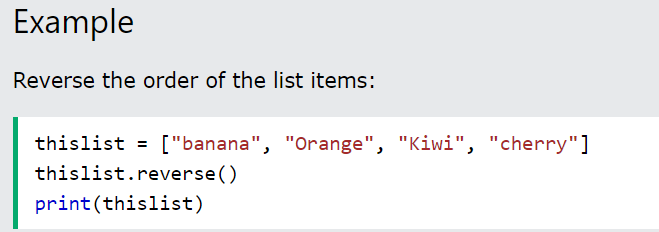 Example
Reverse the order of the list items:
thislist = ["banana", "Orange", "Kiwi", "cherry"]
thislist.reverse()
print(thislist)